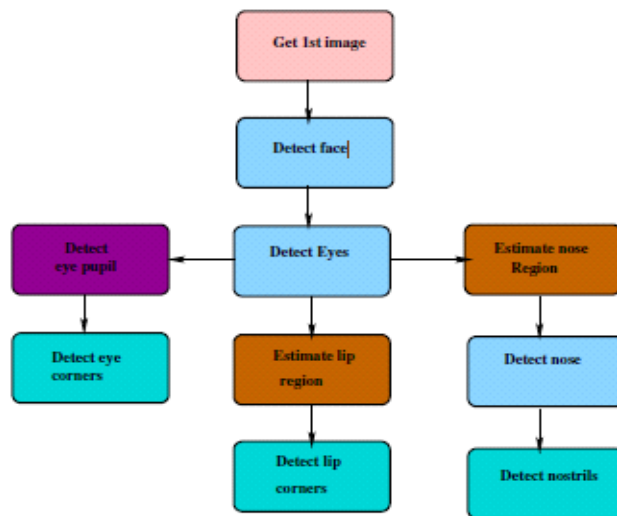 Get 1st image
Detect face
Detect
eye pupil
Detect Eyes
Estimate nose
Region
Detect eye
corners
Estimate lip
region
Detect nose
Detect lip
corners
Detect nostrils